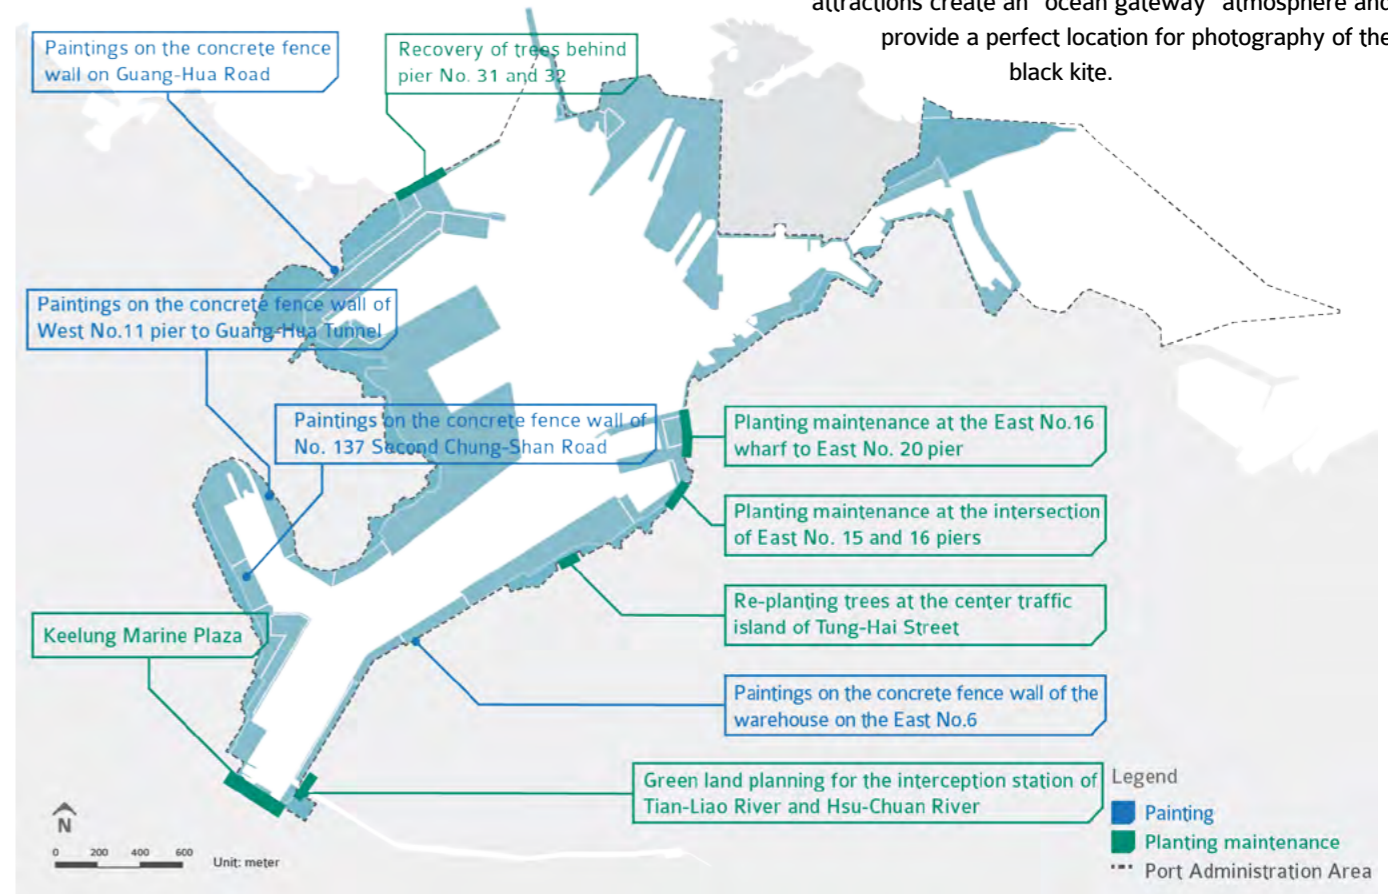 attractions create an "ocean gateway" atmosphere and
provide a perfect location for photography of the
black kite.
Paintings on the concrete fence
wall on Guang-Hua Road
Recovery of trees behind
pier No. 31 and 32
Paintings on the concrete fence wall of
West No.11 pier to Guang-Hua Tunnel
Paintings on the concrete fence wall of
No. 137 Second Chung-Shan Road
Planting maintenance at the East No.16
wharf to East No. 20 pier
Planting maintenance at the intersection
of East No. 15 and 16 piers
Re-planting trees at the center traffic
island of Tung-Hai Street
Keelung Marine Plaza
Paintings on the concrete fence wall of the
warehouse on the East No.6
Green land planning for the interception station of
Tian-Liao River and Hsu-Chuan River
Legend
Painting
Planting maintenance
Port Administration Area
N
0 200 400 600
Unit: meter